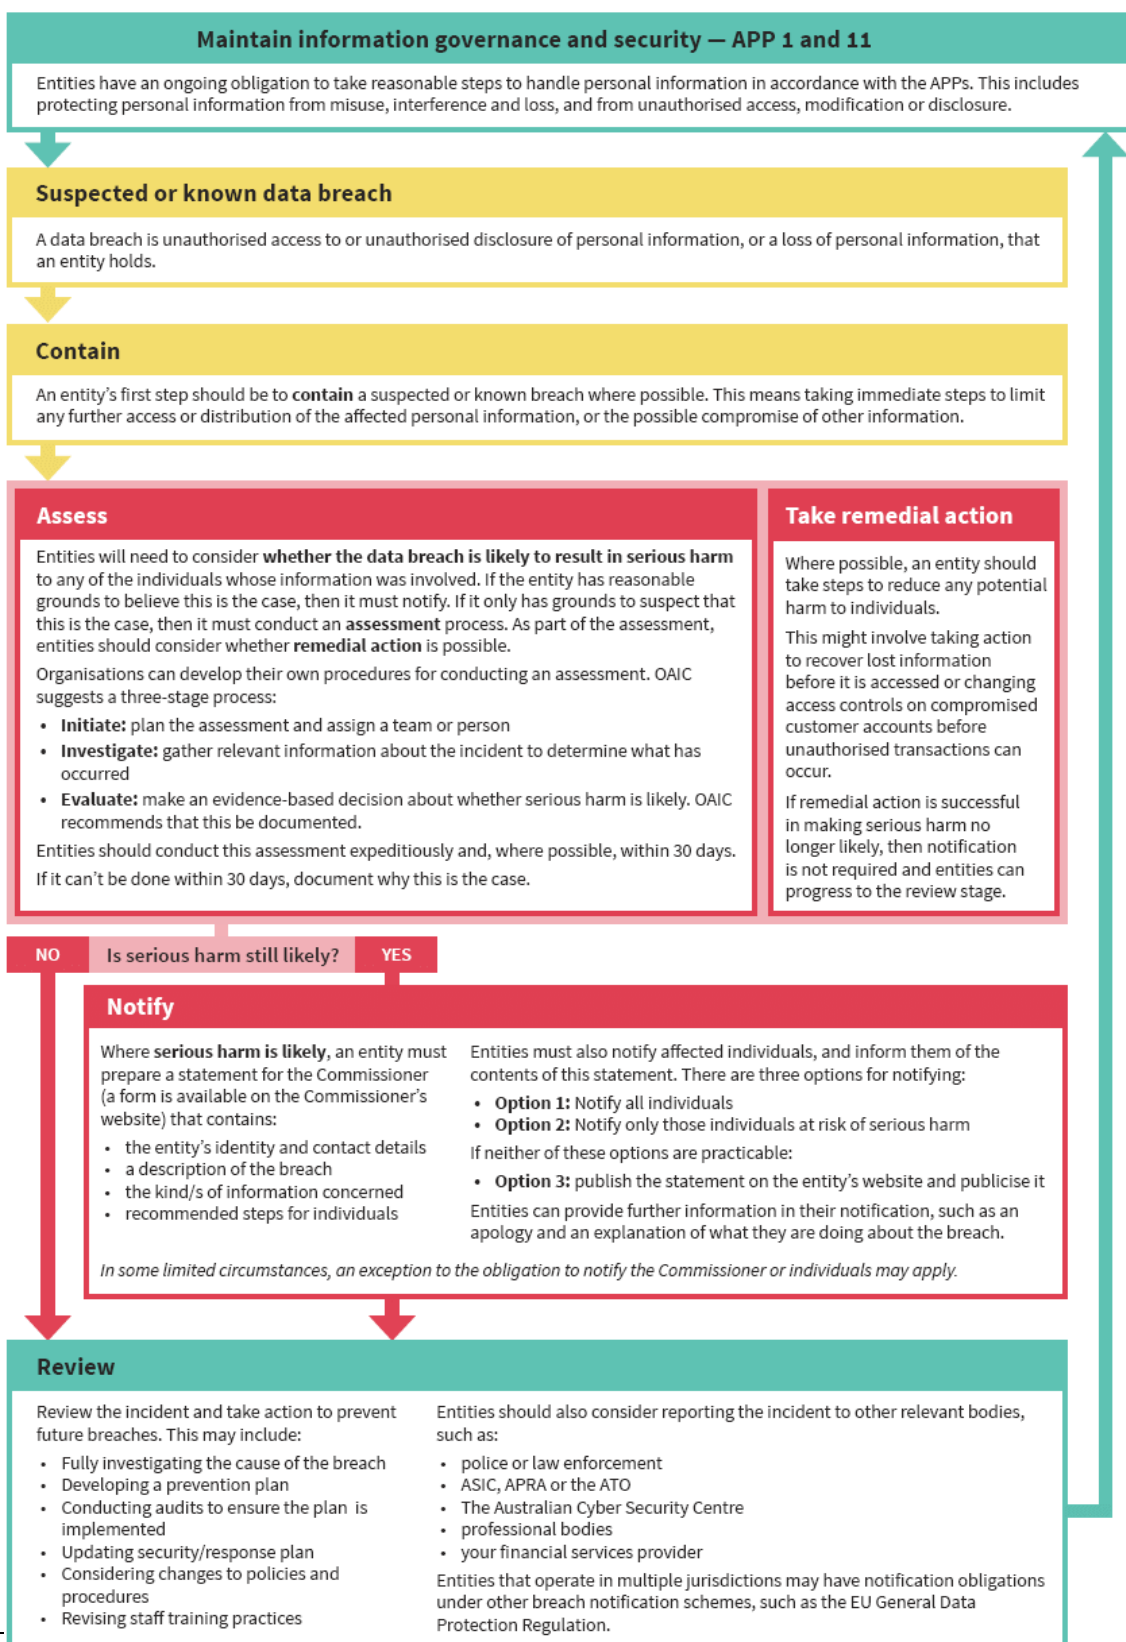 Maintain information governance and security — APP 1 and 11
Entities have an ongoing obligation to take reasonable steps to handle personal information in accordance with the APPs. This includes
protecting personal information from misuse, interference and loss, and from unauthorised access, modification or disclosure.
Suspected or known data breach
A data breach is unauthorised access to or unauthorised disclosure of personal information, or a loss of personal information, that
an entity holds.
Contain
An entity’s first step should be to contain a suspected or known breach where possible. This means taking immediate steps to limit
any further access or distribution of the affected personal information, or the possible compromise of other information.
Assess
Entities will need to consider whether the data breach is likely to result in serious harm
to any of the individuals whose information was involved. If the entity has reasonable
grounds to believe this is the case, then it must notify. If it only has grounds to suspect that
this is the case, then it must conduct an assessment process. As part of the assessment,
entities should consider whether remedial action is possible.
Organisations can develop their own procedures for conducting an assessment. OAIC
suggests a three-stage process:
• Initiate: plan the assessment and assign a team or person
• Investigate: gather relevant information about the incident to determine what has
occurred
• Evaluate: make an evidence-based decision about whether serious harm is likely. OAIC
recommends that this be documented.
Entities should conduct this assessment expeditiously and, where possible, within 30 days.
If it can’t be done within 30 days, document why this is the case.
Take remedial action
Where possible, an entity should
take steps to reduce any potential
harm to individuals.
This might involve taking action
to recover lost information
before it is accessed or changing
access controls on compromised
customer accounts before
unauthorised transactions can
occur.
If remedial action is successful
in making serious harm no
longer likely, then notification
is not required and entities can
progress to the review stage.
NO
Is serious harm still likely?
YES
Notify
Where serious harm is likely, an entity must
prepare a statement for the Commissioner
(a form is available on the Commissioner’s
website) that contains:
• the entity’s identity and contact details
• a description of the breach
• the kind/s of information concerned
• recommended steps for individuals
Entities must also notify affected individuals, and inform them of the
contents of this statement. There are three options for notifying:
• Option 1: Notify all individuals
• Option 2: Notify only those individuals at risk of serious harm
If neither of these options are practicable:
• Option 3: publish the statement on the entity’s website and publicise it
Entities can provide further information in their notification, such as an
apology and an explanation of what they are doing about the breach.
In some limited circumstances, an exception to the obligation to notify the Commissioner or individuals may apply.
Review
Review the incident and take action to prevent
future breaches. This may include:
• Fully investigating the cause of the breach
• Developing a prevention plan
• Conducting audits to ensure the plan is
implemented
• Updating security/response plan
• Considering changes to policies and
procedures
• Revising staff training practices
Entities should also consider reporting the incident to other relevant bodies,
such as:
• police or law enforcement
• ASIC, APRA or the ATO
• The Australian Cyber Security Centre
• professional bodies
• your financial services provider
Entities that operate in multiple jurisdictions may have notification obligations
under other breach notification schemes, such as the EU General Data
Protection Regulation.